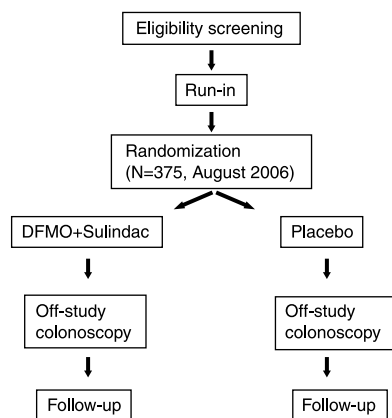 Eligibility screening
Run-in
Randomization
(N=375, August 2006)
DFMO+Sulindac
Placebo
Off-study
colonoscopy
Off-study
colonoscopy
Follow-up
Follow-up